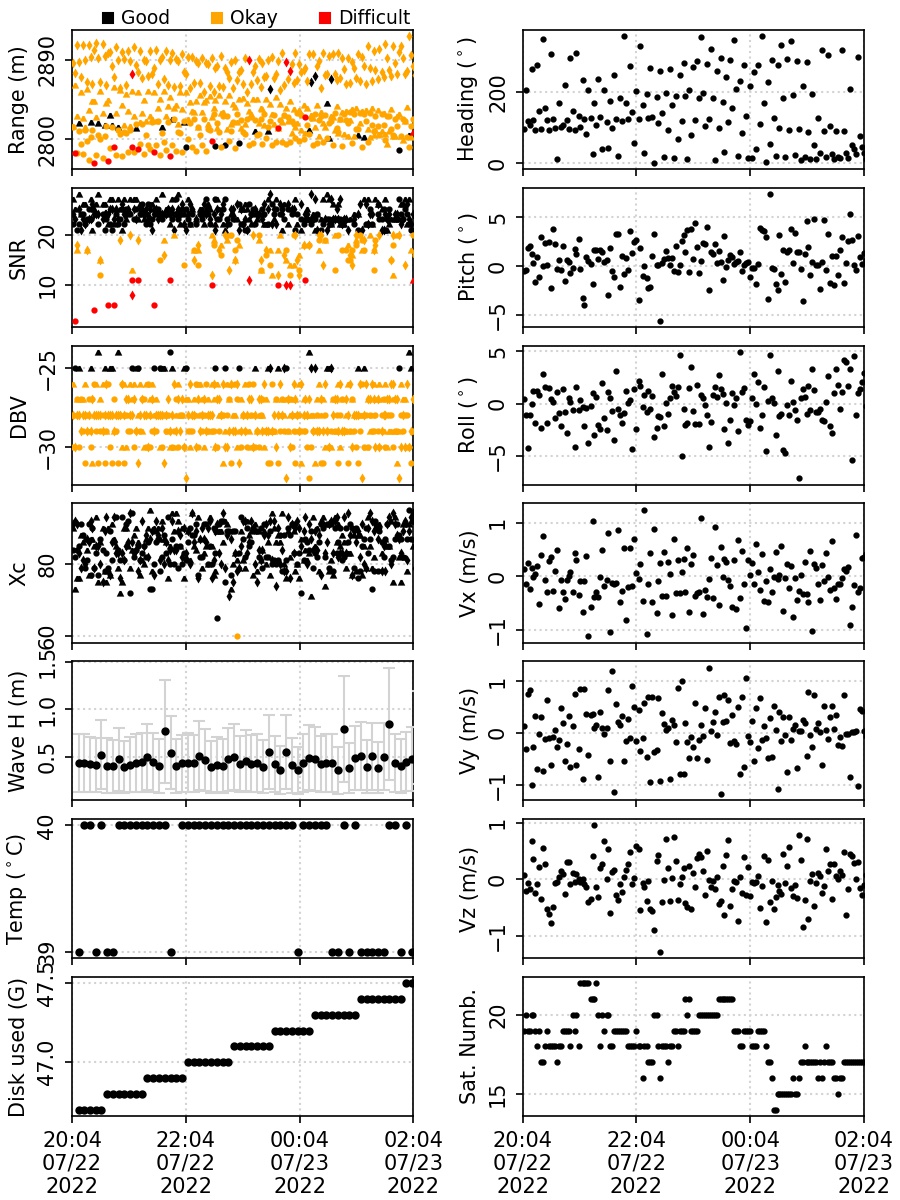 Good Okay Difficult
Range (m)
2890
2800
Heading (°)
200
0
SNR
20
10
Pitch (°)
5
0
−5
DBV
−25
−30
Roll (°)
5
0
−5
Xc
80
60
Vx (m/s)
1
0
−1
Wave H (m)
1.5
1.0
0.5
Vy (m/s)
1
0
−1
Temp (°C)
40
39
Vz (m/s)
1
0
−1
Disk used (G)
47.5
47.0
Sat. Numb.
20
15
20:04 22:04 00:04 02:04
07/22 07/22 07/23 07/23
2022 2022 2022 2022
20:04 22:04 00:04 02:04
07/22 07/22 07/23 07/23
2022 2022 2022 2022